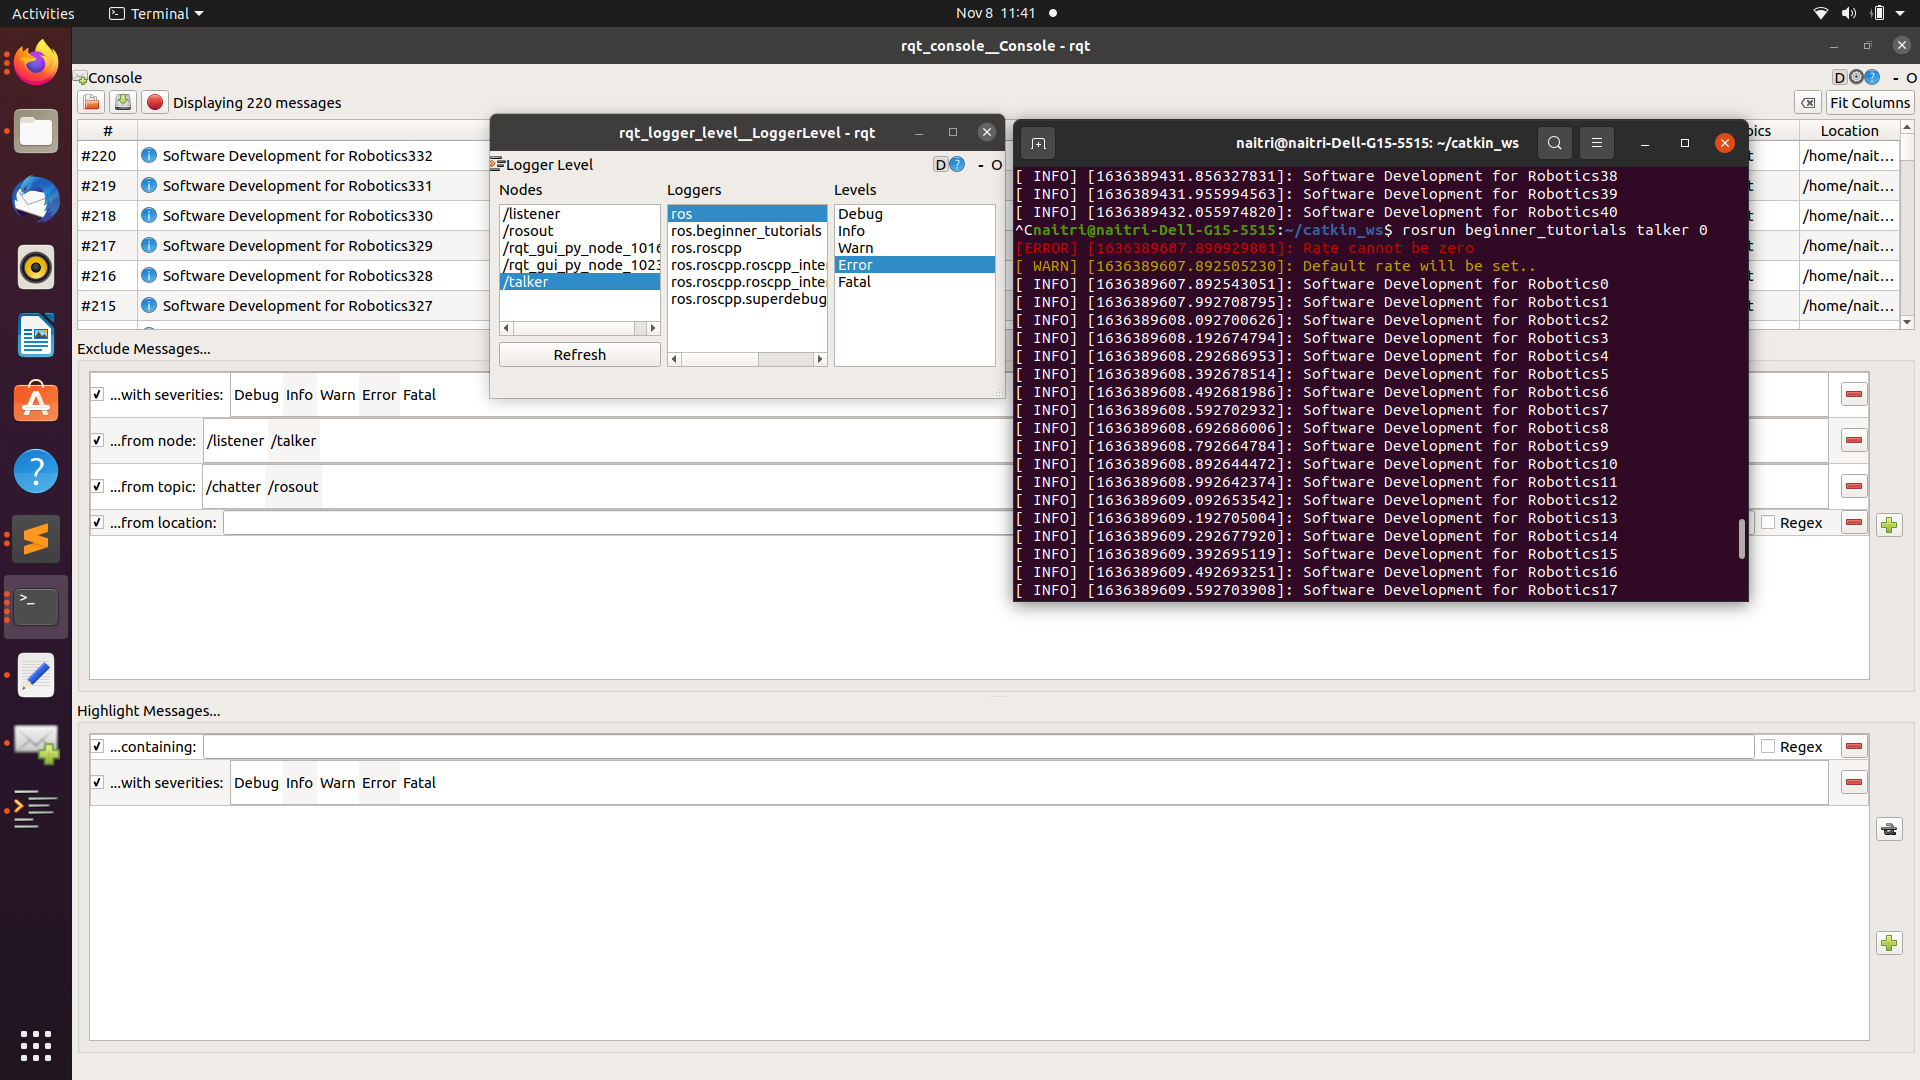 Activities
Terminal
Nov 8 11:41
rqt_console__Console - rqt
Console
D
- O
Displaying 220 messages
Fit Columns
#
Location
#220
Software Development for Robotics332
/home/nait...
#219
Software Development for Robotics331
/home/nait...
#218
Software Development for Robotics330
/home/nait...
#217
Software Development for Robotics329
/home/nait...
#216
Software Development for Robotics328
/home/nait...
#215
Software Development for Robotics327
/home/nait...
rqt_logger_level__LoggerLevel - rqt
Logger Level
D
- O
Nodes
/listener
/rosout
/rqt_gui_py_node_1016
/rqt_gui_py_node_1023
/talker
Refresh
Loggers
ros
ros.beginner_tutorials
ros.roscpp
ros.roscpp.roscpp_inter
ros.roscpp.roscpp_inter
ros.roscpp.superdebug
Levels
Debug
Info
Warn
Error
Fatal
naitri@naitri-Dell-G15-5515: ~/catkin_ws
[ INFO] [1636389431.856327831]: Software Development for Robotics38
[ INFO] [1636389431.955994563]: Software Development for Robotics39
[ INFO] [1636389432.055974820]: Software Development for Robotics40
^Cnaitri@naitri-Dell-G15-5515:~/catkin_ws$ rosrun beginner_tutorials talker 0
[ERROR] [1636389607.890929801]: Rate cannot be zero
[ WARN] [1636389607.892505230]: Default rate will be set..
[ INFO] [1636389607.892543051]: Software Development for Robotics0
[ INFO] [1636389607.992708795]: Software Development for Robotics1
[ INFO] [1636389608.092700626]: Software Development for Robotics2
[ INFO] [1636389608.192674794]: Software Development for Robotics3
[ INFO] [1636389608.292686953]: Software Development for Robotics4
[ INFO] [1636389608.392678514]: Software Development for Robotics5
[ INFO] [1636389608.492681986]: Software Development for Robotics6
[ INFO] [1636389608.592702932]: Software Development for Robotics7
[ INFO] [1636389608.692686006]: Software Development for Robotics8
[ INFO] [1636389608.792664784]: Software Development for Robotics9
[ INFO] [1636389608.892644472]: Software Development for Robotics10
[ INFO] [1636389608.992642374]: Software Development for Robotics11
[ INFO] [1636389609.092653542]: Software Development for Robotics12
[ INFO] [1636389609.192705004]: Software Development for Robotics13
[ INFO] [1636389609.292677920]: Software Development for Robotics14
[ INFO] [1636389609.392695119]: Software Development for Robotics15
[ INFO] [1636389609.492693251]: Software Development for Robotics16
[ INFO] [1636389609.592703908]: Software Development for Robotics17
Exclude Messages...
...with severities: Debug Info Warn Error Fatal
...from node: /listener /talker
...from topic: /chatter /rosout
...from location:
Regex
Highlight Messages...
...containing:
Regex
...with severities: Debug Info Warn Error Fatal